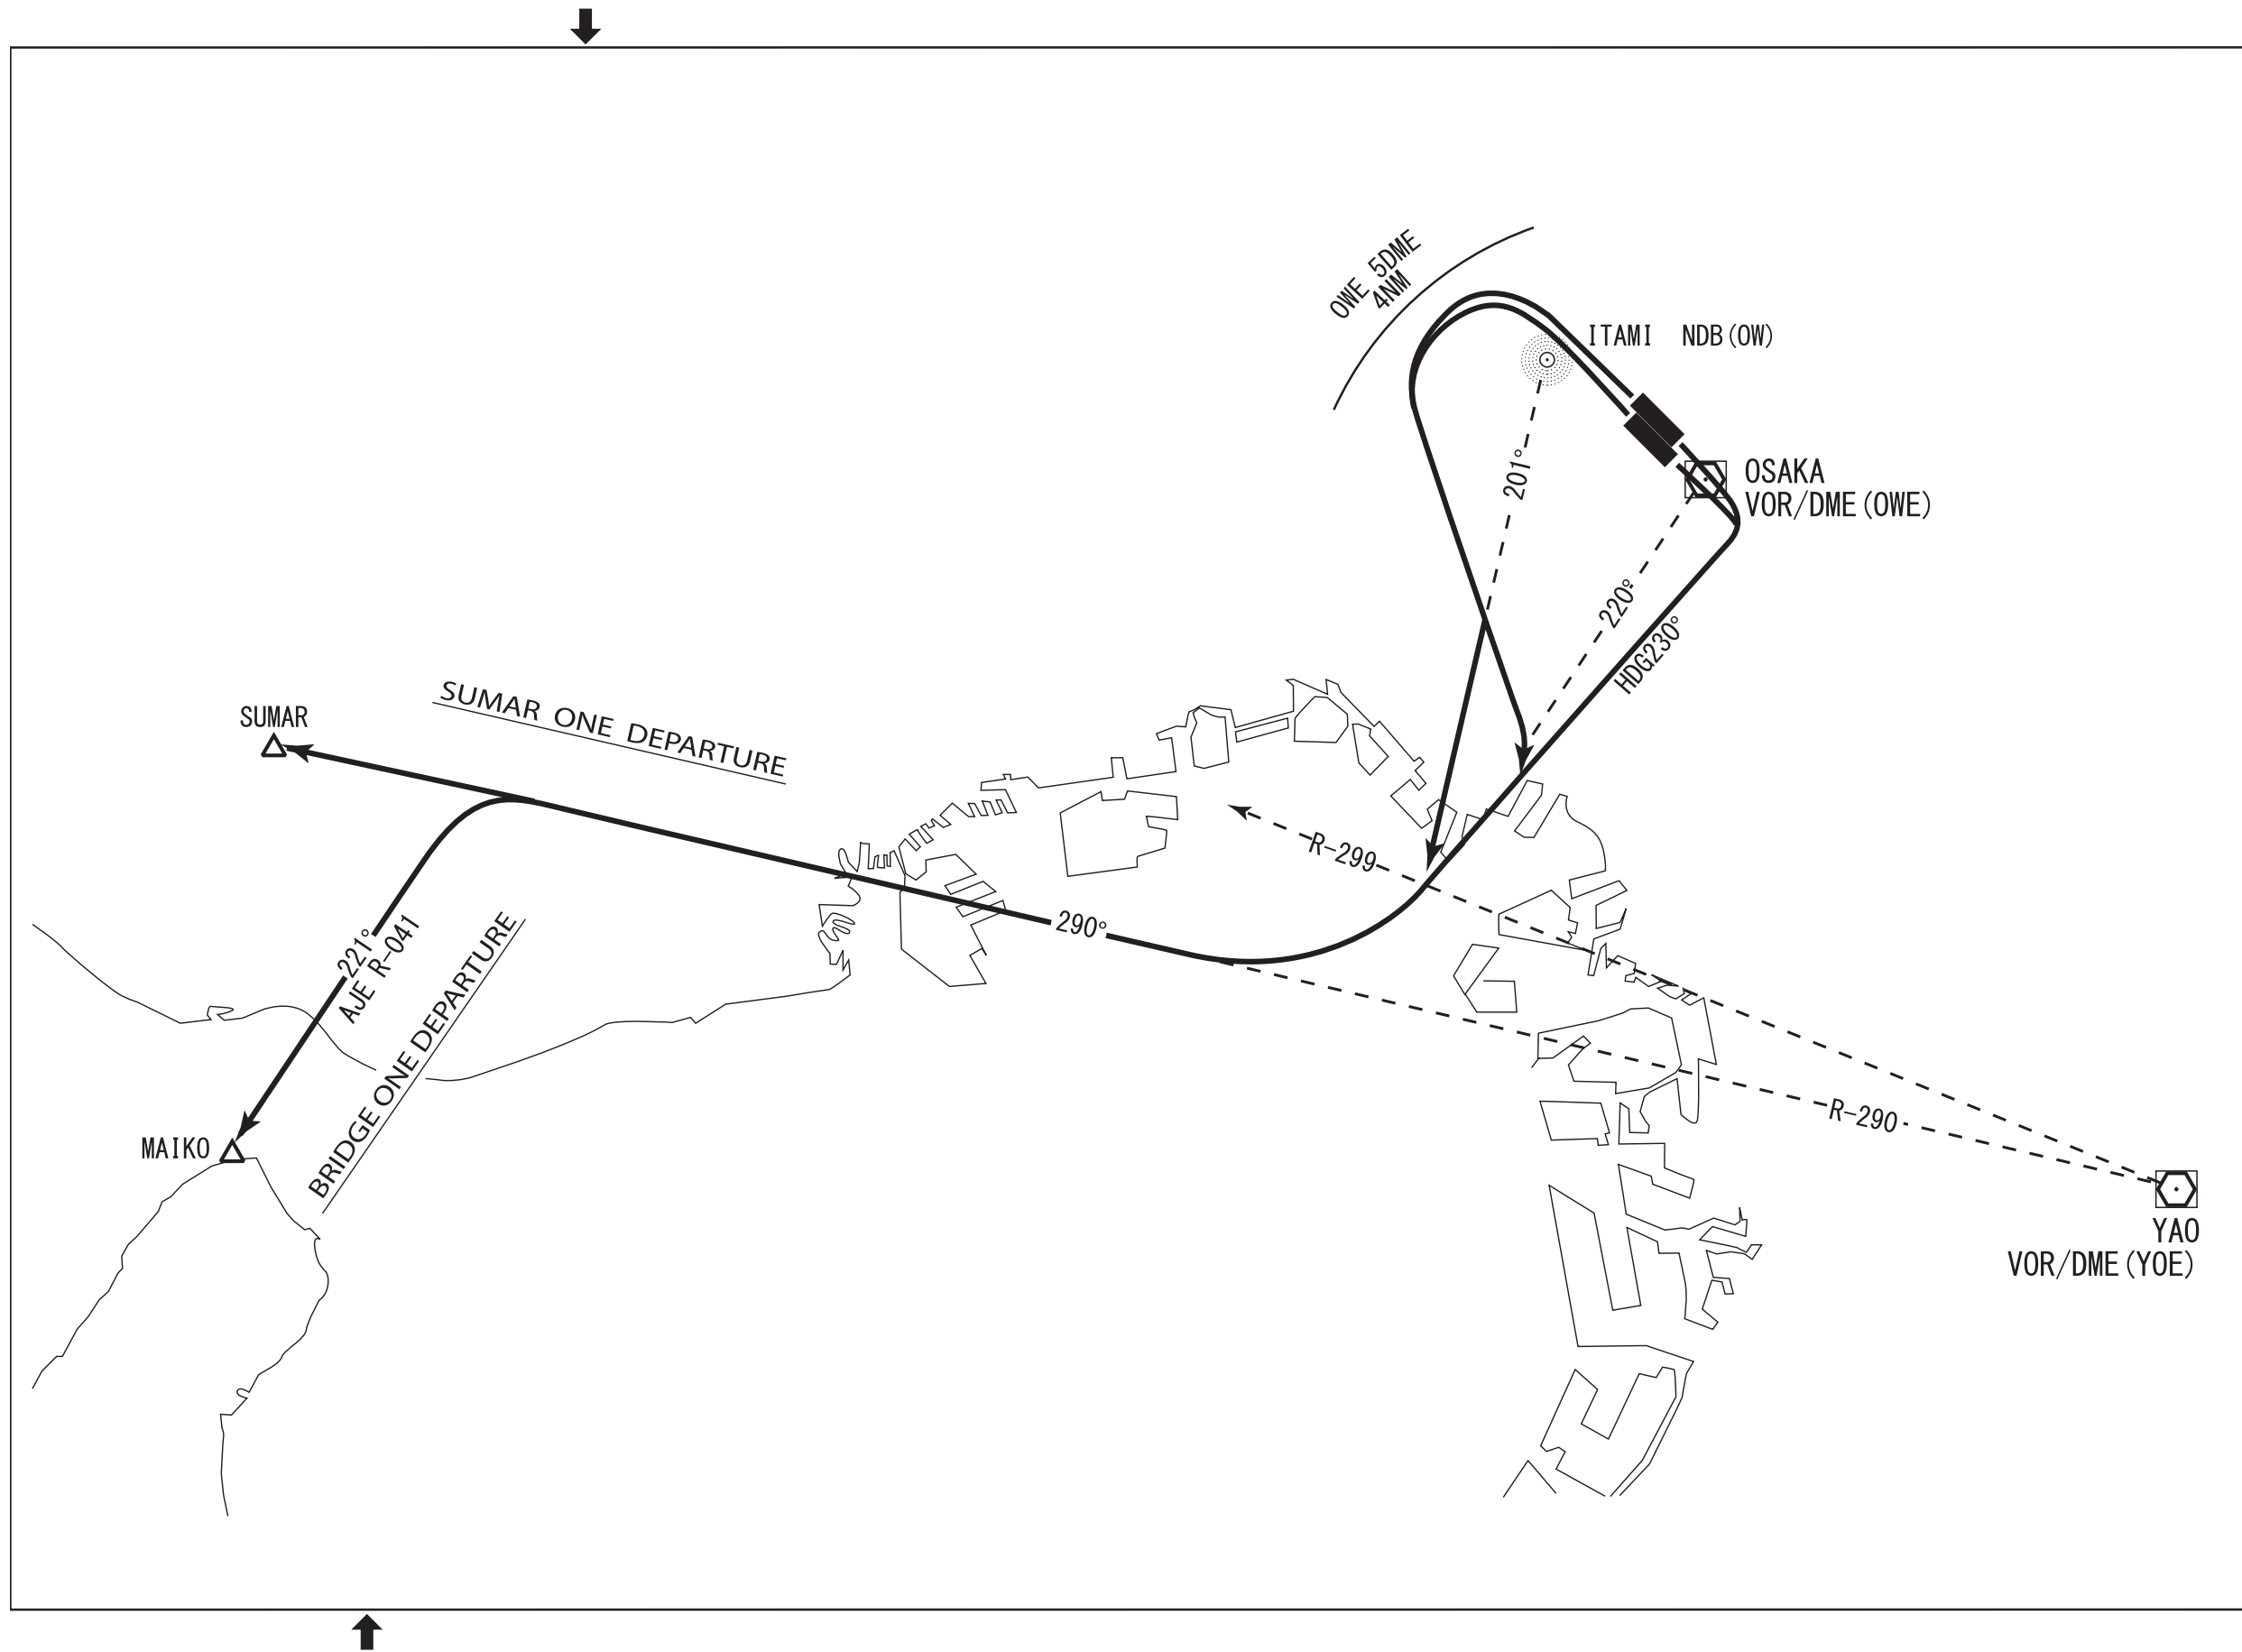 OWE 5DME
4NM
ITAMI NDB(OW)
OSAKA
VOR/DME(OWE)
201°
220°
HDG230°
SUMAR
SUMAR ONE DEPARTURE
R-299
290°
221°
AJE R-041
BRIDGE ONE DEPARTURE
MAIKO
R-290
YAO
VOR/DME(YOE)